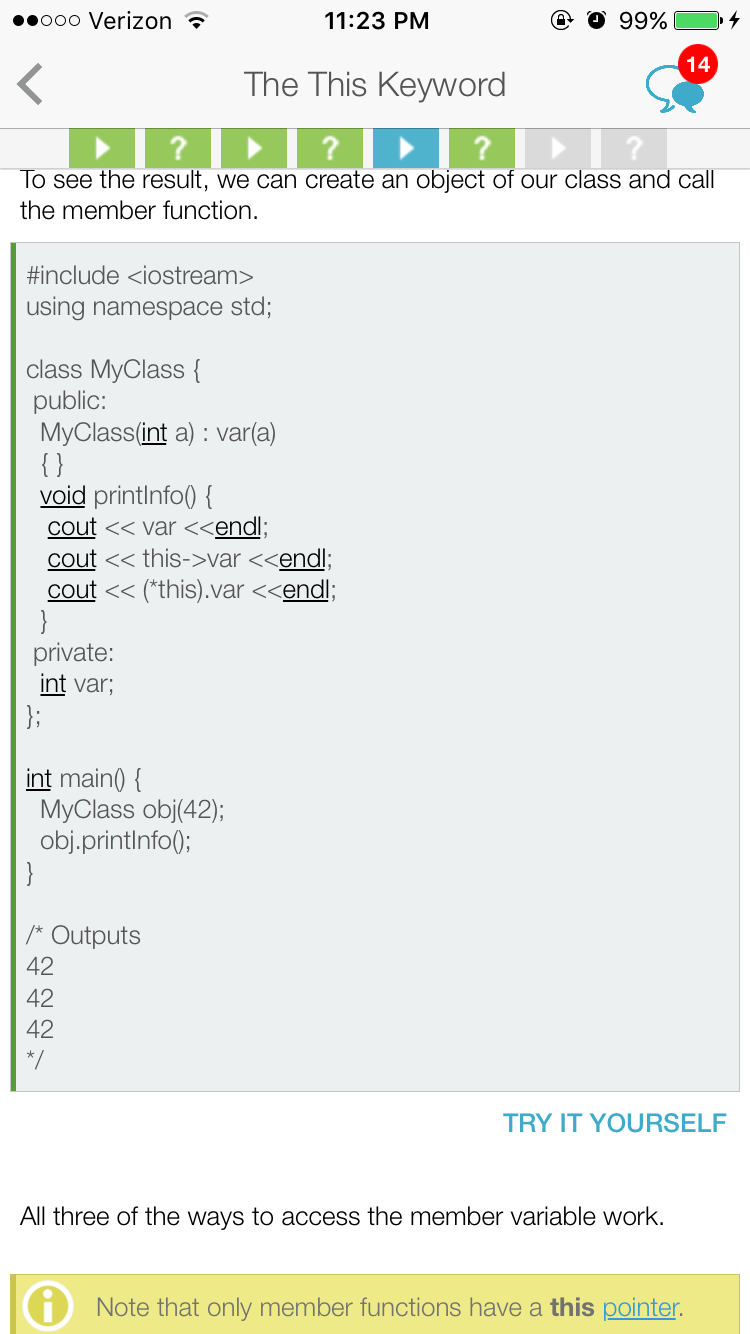 Verizon 11:23 PM 99%
The This Keyword 14
? ? ? ?
To see the result, we can create an object of our class and call
the member function.
#include <iostream>
using namespace std;
class MyClass {
public:
MyClass(int a) : var(a)
{ }
void printInfo() {
cout << var <<endl;
cout << this->var <<endl;
cout << (*this).var <<endl;
}
private:
int var;
};
int main() {
MyClass obj(42);
obj.printInfo();
}
/* Outputs
42
42
42
*/
TRY IT YOURSELF
All three of the ways to access the member variable work.
i Note that only member functions have a this pointer.